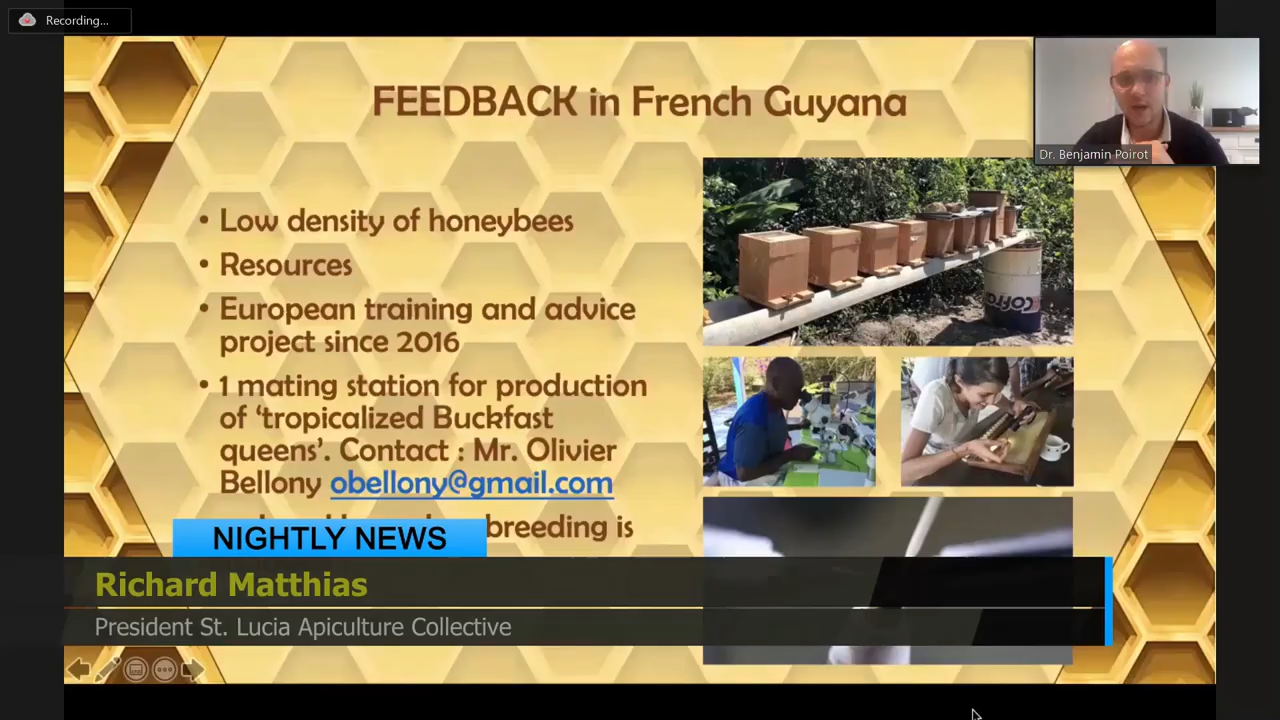 Recording...
FEEDBACK in French Guyana
Dr. Benjamin Poirot
• Low density of honeybees
• Resources
• European training and advice
project since 2016
• 1 mating station for production
of ‘tropicalized Buckfast
queens’. Contact : Mr. Olivier
Bellony obellony@gmail.com
breeding is
COFRO
NIGHTLY NEWS
Richard Matthias
President St. Lucia Apiculture Collective